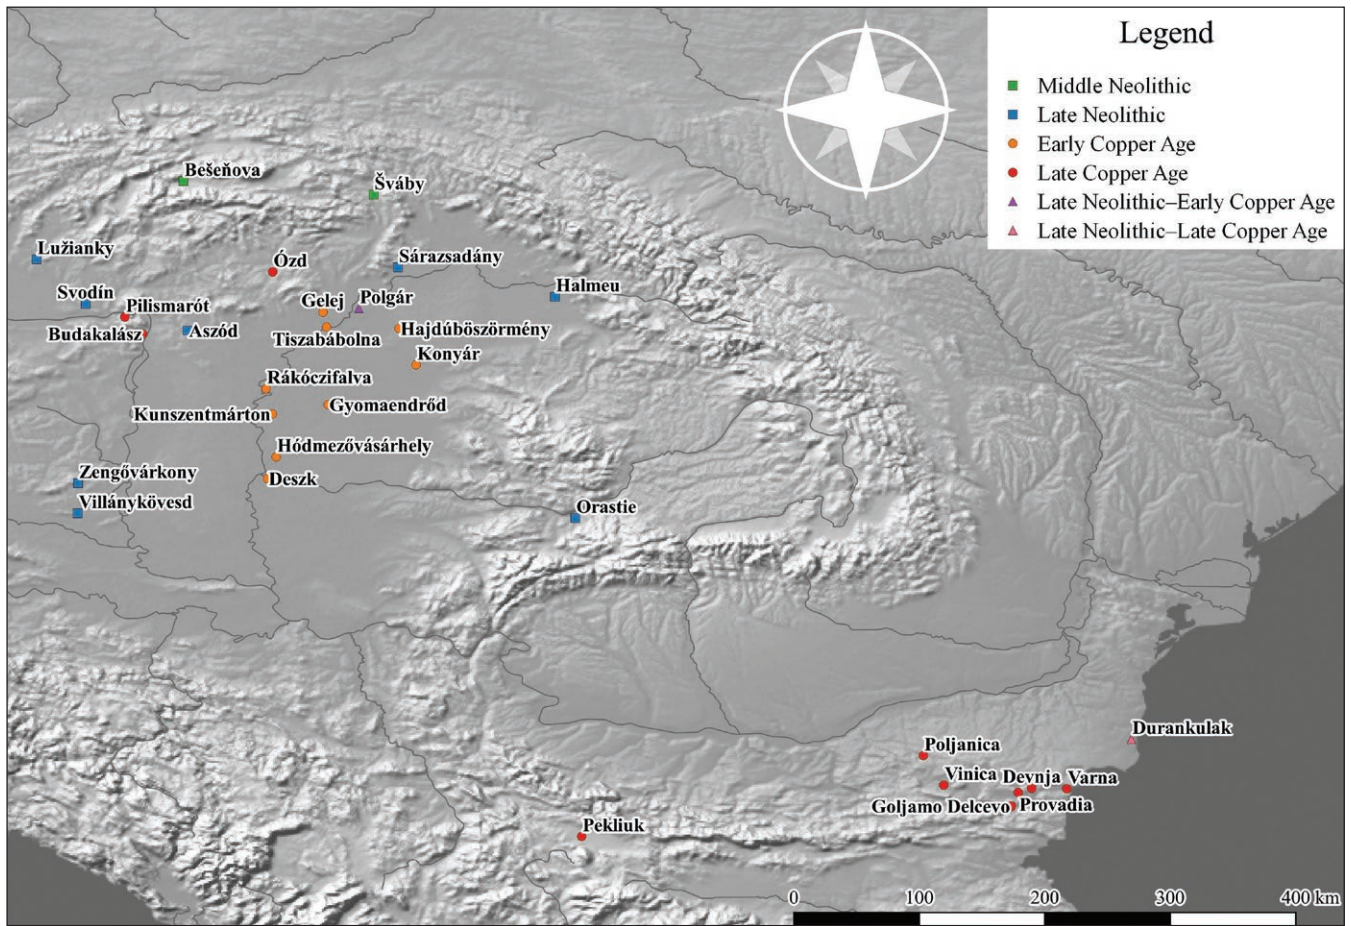 Legend
Middle Neolithic
Late Neolithic
Early Copper Age
Late Copper Age
Late Neolithic–Early Copper Age
Late Neolithic–Late Copper Age
Bešeňova
Šváby
Lužianky
Ózd
Sárazsadány
Svodín
Pilismarót
Gelej
Polgár
Halmeu
Budakalász
Aszód
Tiszabábolna
Hajdúböszörmény
Konyár
Rákóczifalva
Kunszentmárton
Gyomaendrőd
Hódmezővásárhely
Zengővárkony
Deszk
Villánykövesd
Orastie
Durankulak
Poljanica
Vinica
Devnja
Varna
Goljamo Delcevo
Provadia
Pekliuk
0 100 200 300 400 km